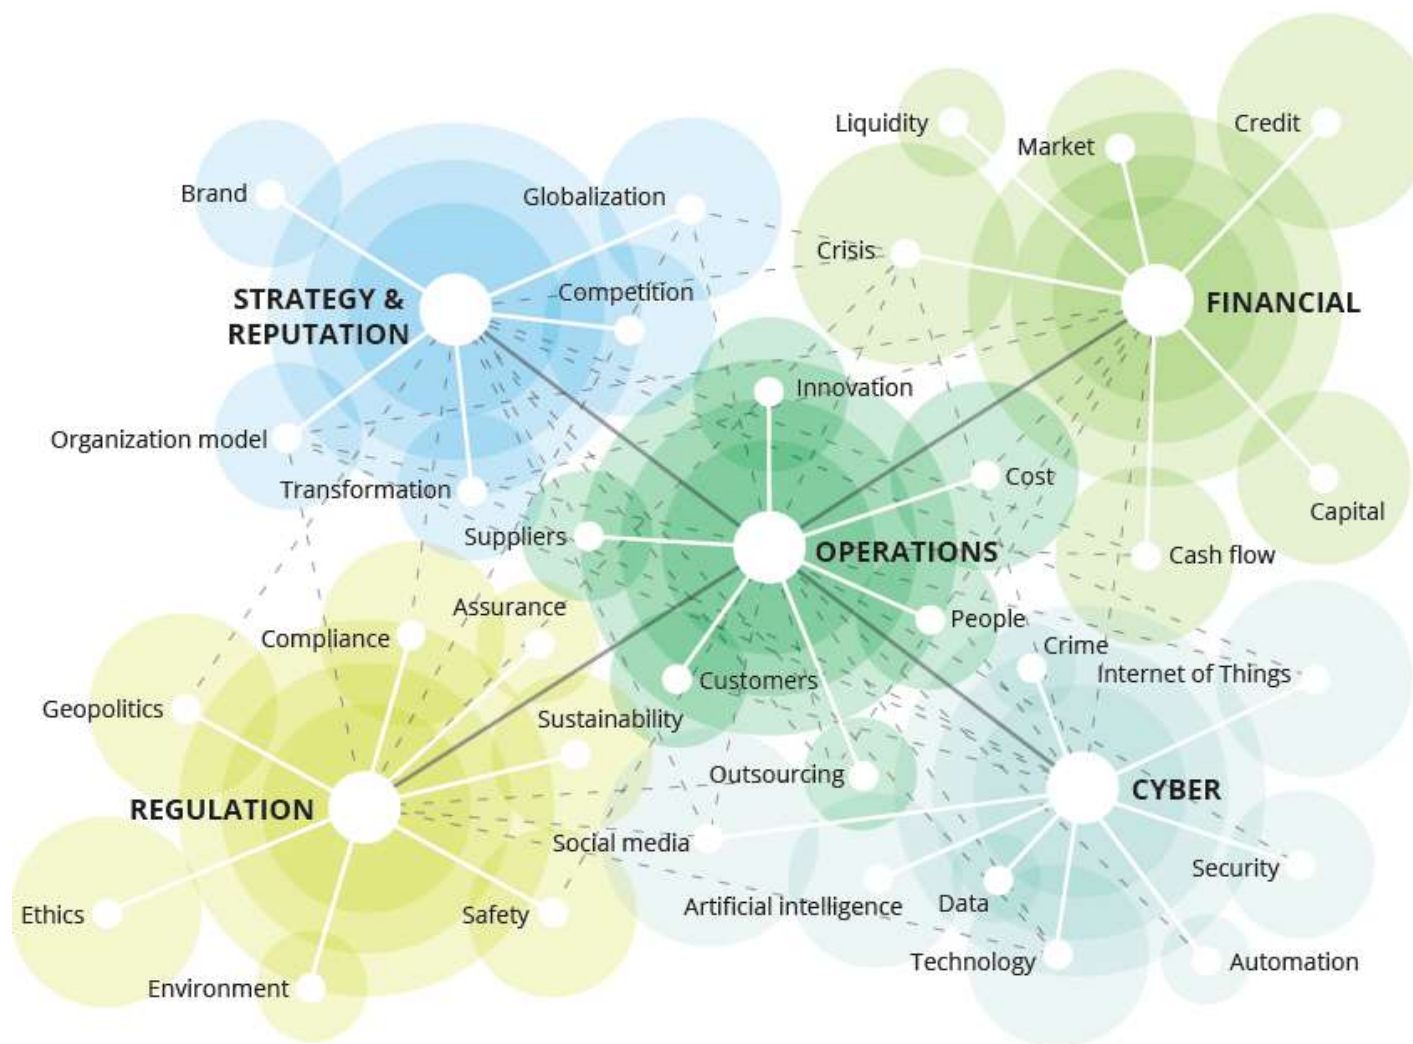 Liquidity
Market
Credit
Brand
Globalization
Crisis
Competition
STRATEGY &
REPUTATION
FINANCIAL
Innovation
Organization model
Transformation
Cost
Capital
Suppliers
OPERATIONS
Cash flow
Assurance
People
Compliance
Crime
Internet of Things
Customers
Geopolitics
Sustainability
Outsourcing
CYBER
REGULATION
Social media
Security
Artificial intelligence
Data
Ethics
Safety
Technology
Automation
Environment